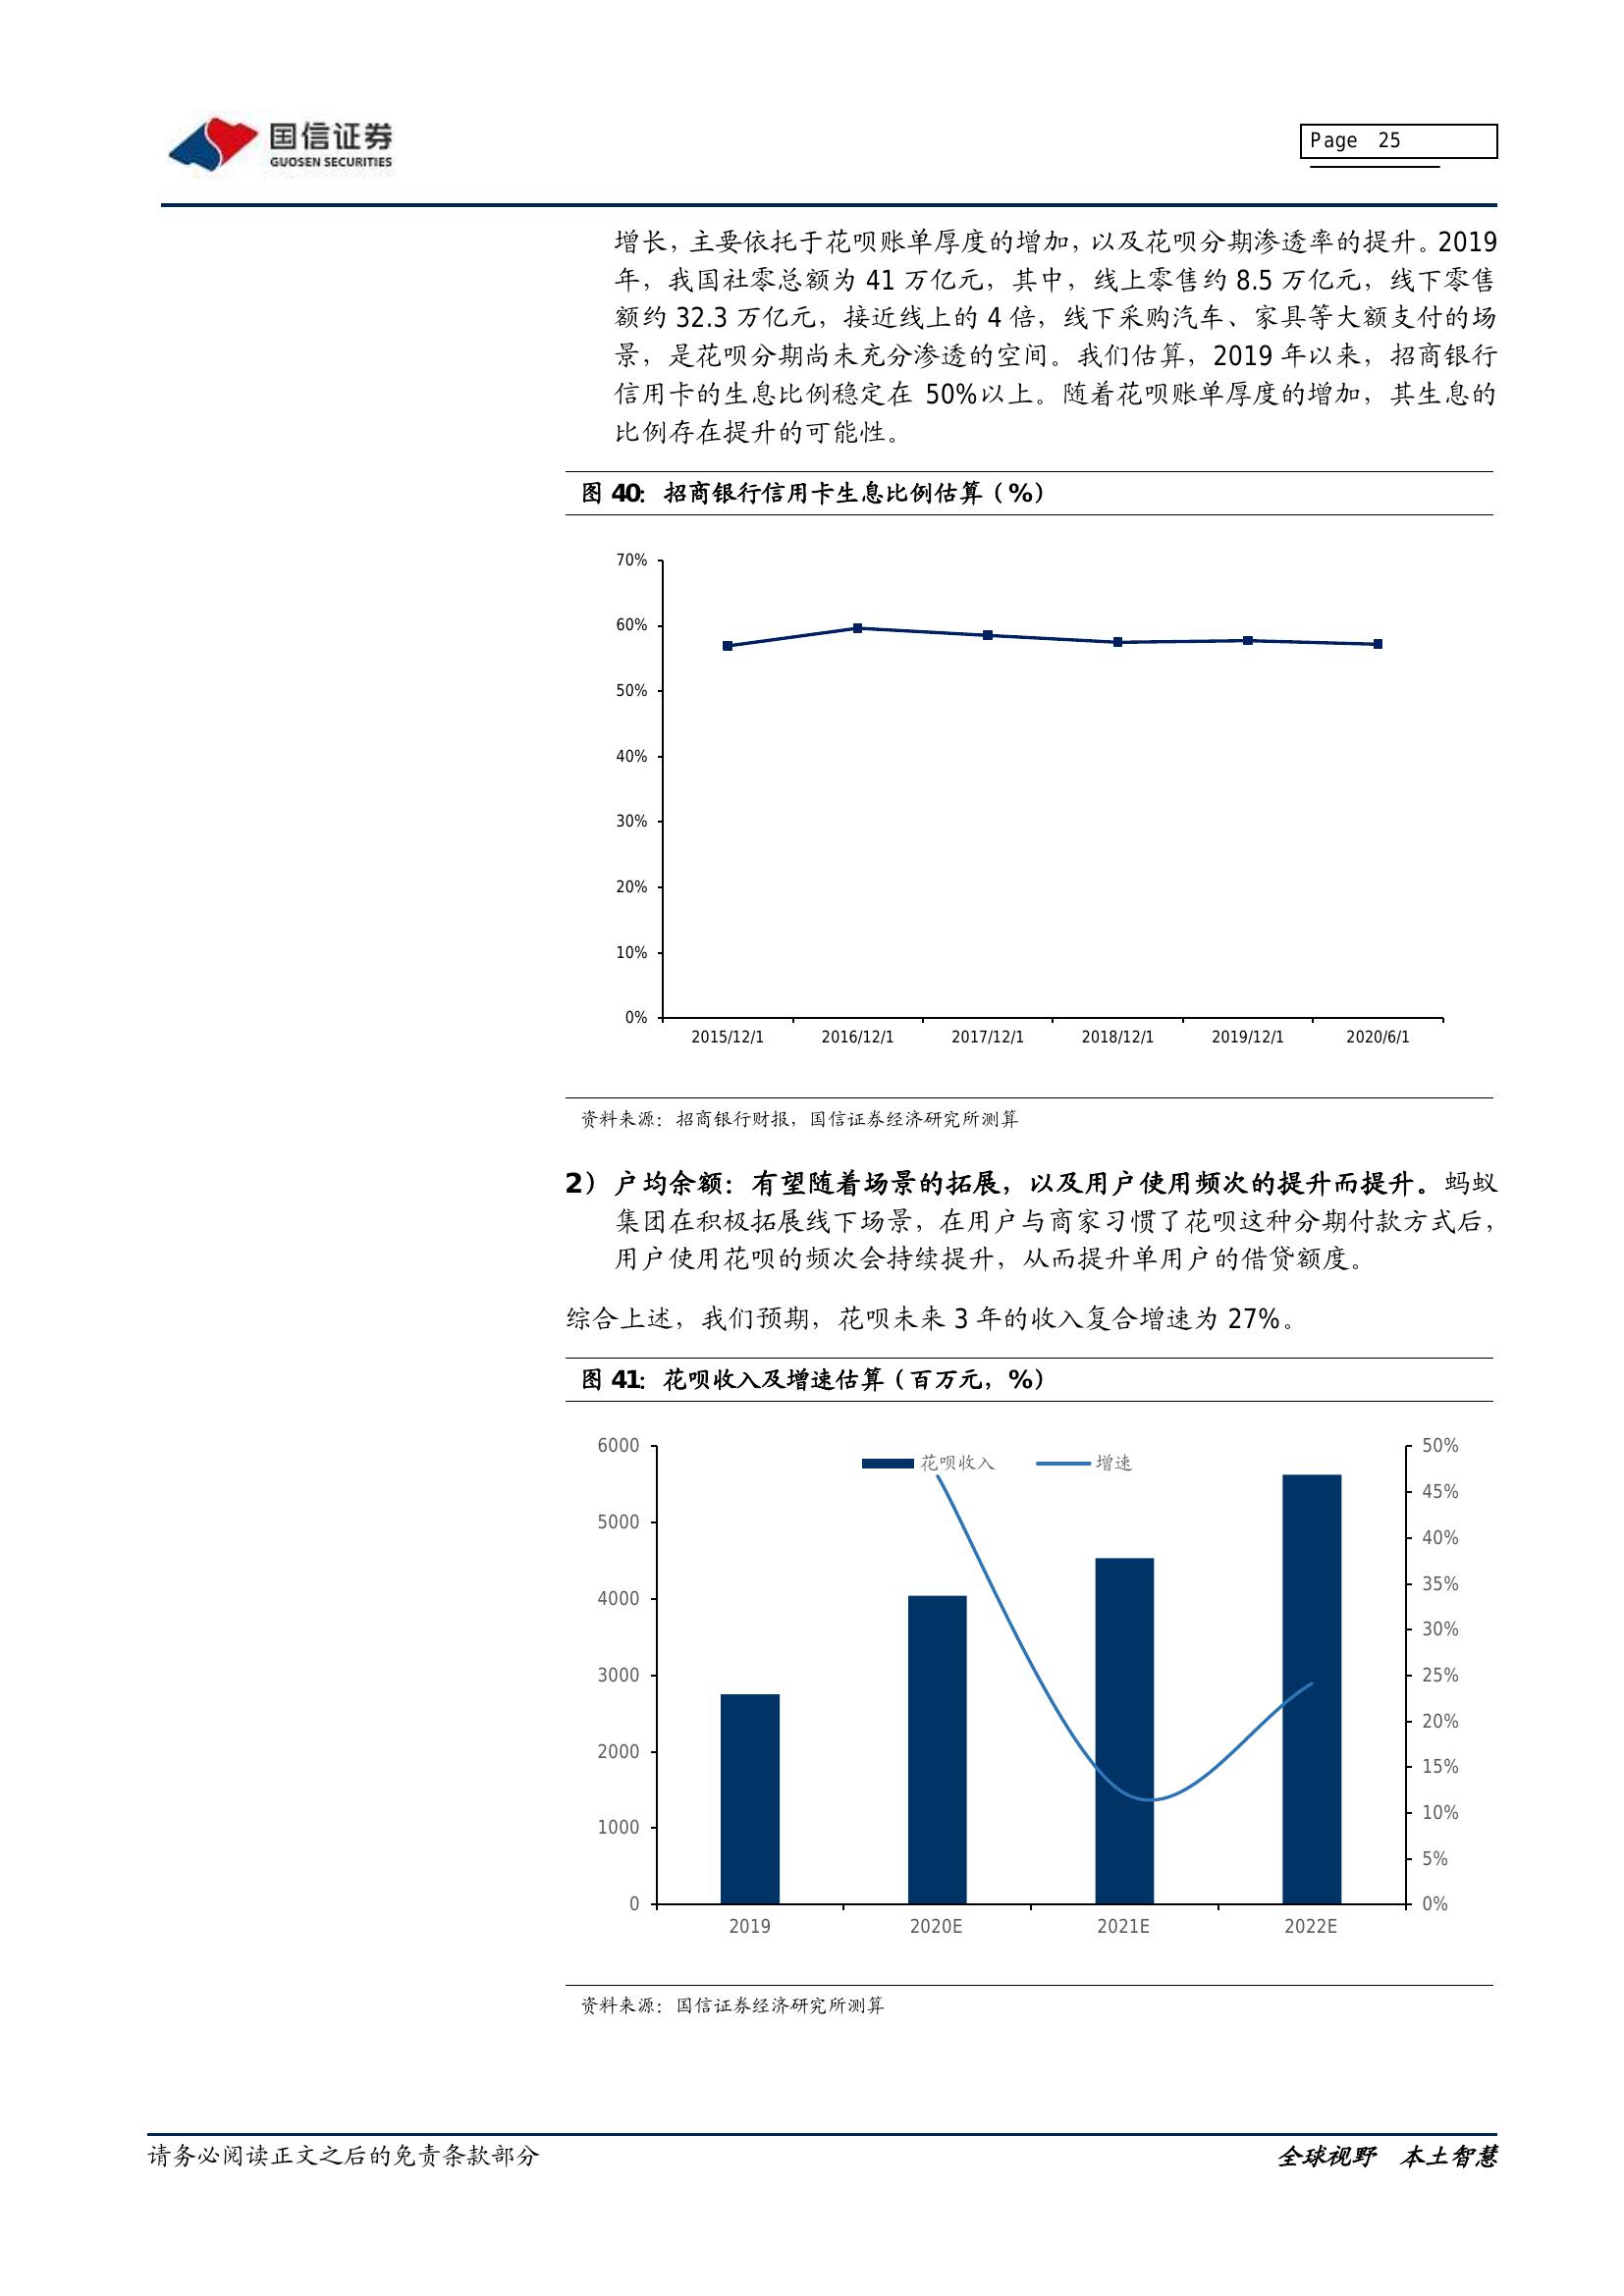 国信证券
GUOSEN SECURITIES
Page 25
增长，主要依托于花呗账单厚度的增加，以及花呗分期渗透率的提升。2019
年，我国社零总额为 41 万亿元，其中，线上零售约 8.5 万亿元，线下零售
额约 32.3 万亿元，接近线上的 4 倍，线下采购汽车、家具等大额支付的场
景，是花呗分期尚未充分渗透的空间。我们估算，2019 年以来，招商银行
信用卡的生息比例稳定在 50%以上。随着花呗账单厚度的增加，其生息的
比例存在提升的可能性。
图 40：招商银行信用卡生息比例估算（%）
70%
60%
50%
40%
30%
20%
10%
0%
2015/12/1 2016/12/1 2017/12/1 2018/12/1 2019/12/1 2020/6/1
资料来源：招商银行财报，国信证券经济研究所测算
2）户均余额：有望随着场景的拓展，以及用户使用频次的提升而提升。蚂蚁
集团在积极拓展线下场景，在用户与商家习惯了花呗这种分期付款方式后，
用户使用花呗的频次会持续提升，从而提升单用户的借贷额度。
综合上述，我们预期，花呗未来 3 年的收入复合增速为 27%。
图 41：花呗收入及增速估算（百万元，%）
花呗收入 增速
6000
5000
4000
3000
2000
1000
0
50%
45%
40%
35%
30%
25%
20%
15%
10%
5%
0%
2019 2020E 2021E 2022E
资料来源：国信证券经济研究所测算
请务必阅读正文之后的免责条款部分
全球视野 本土智慧